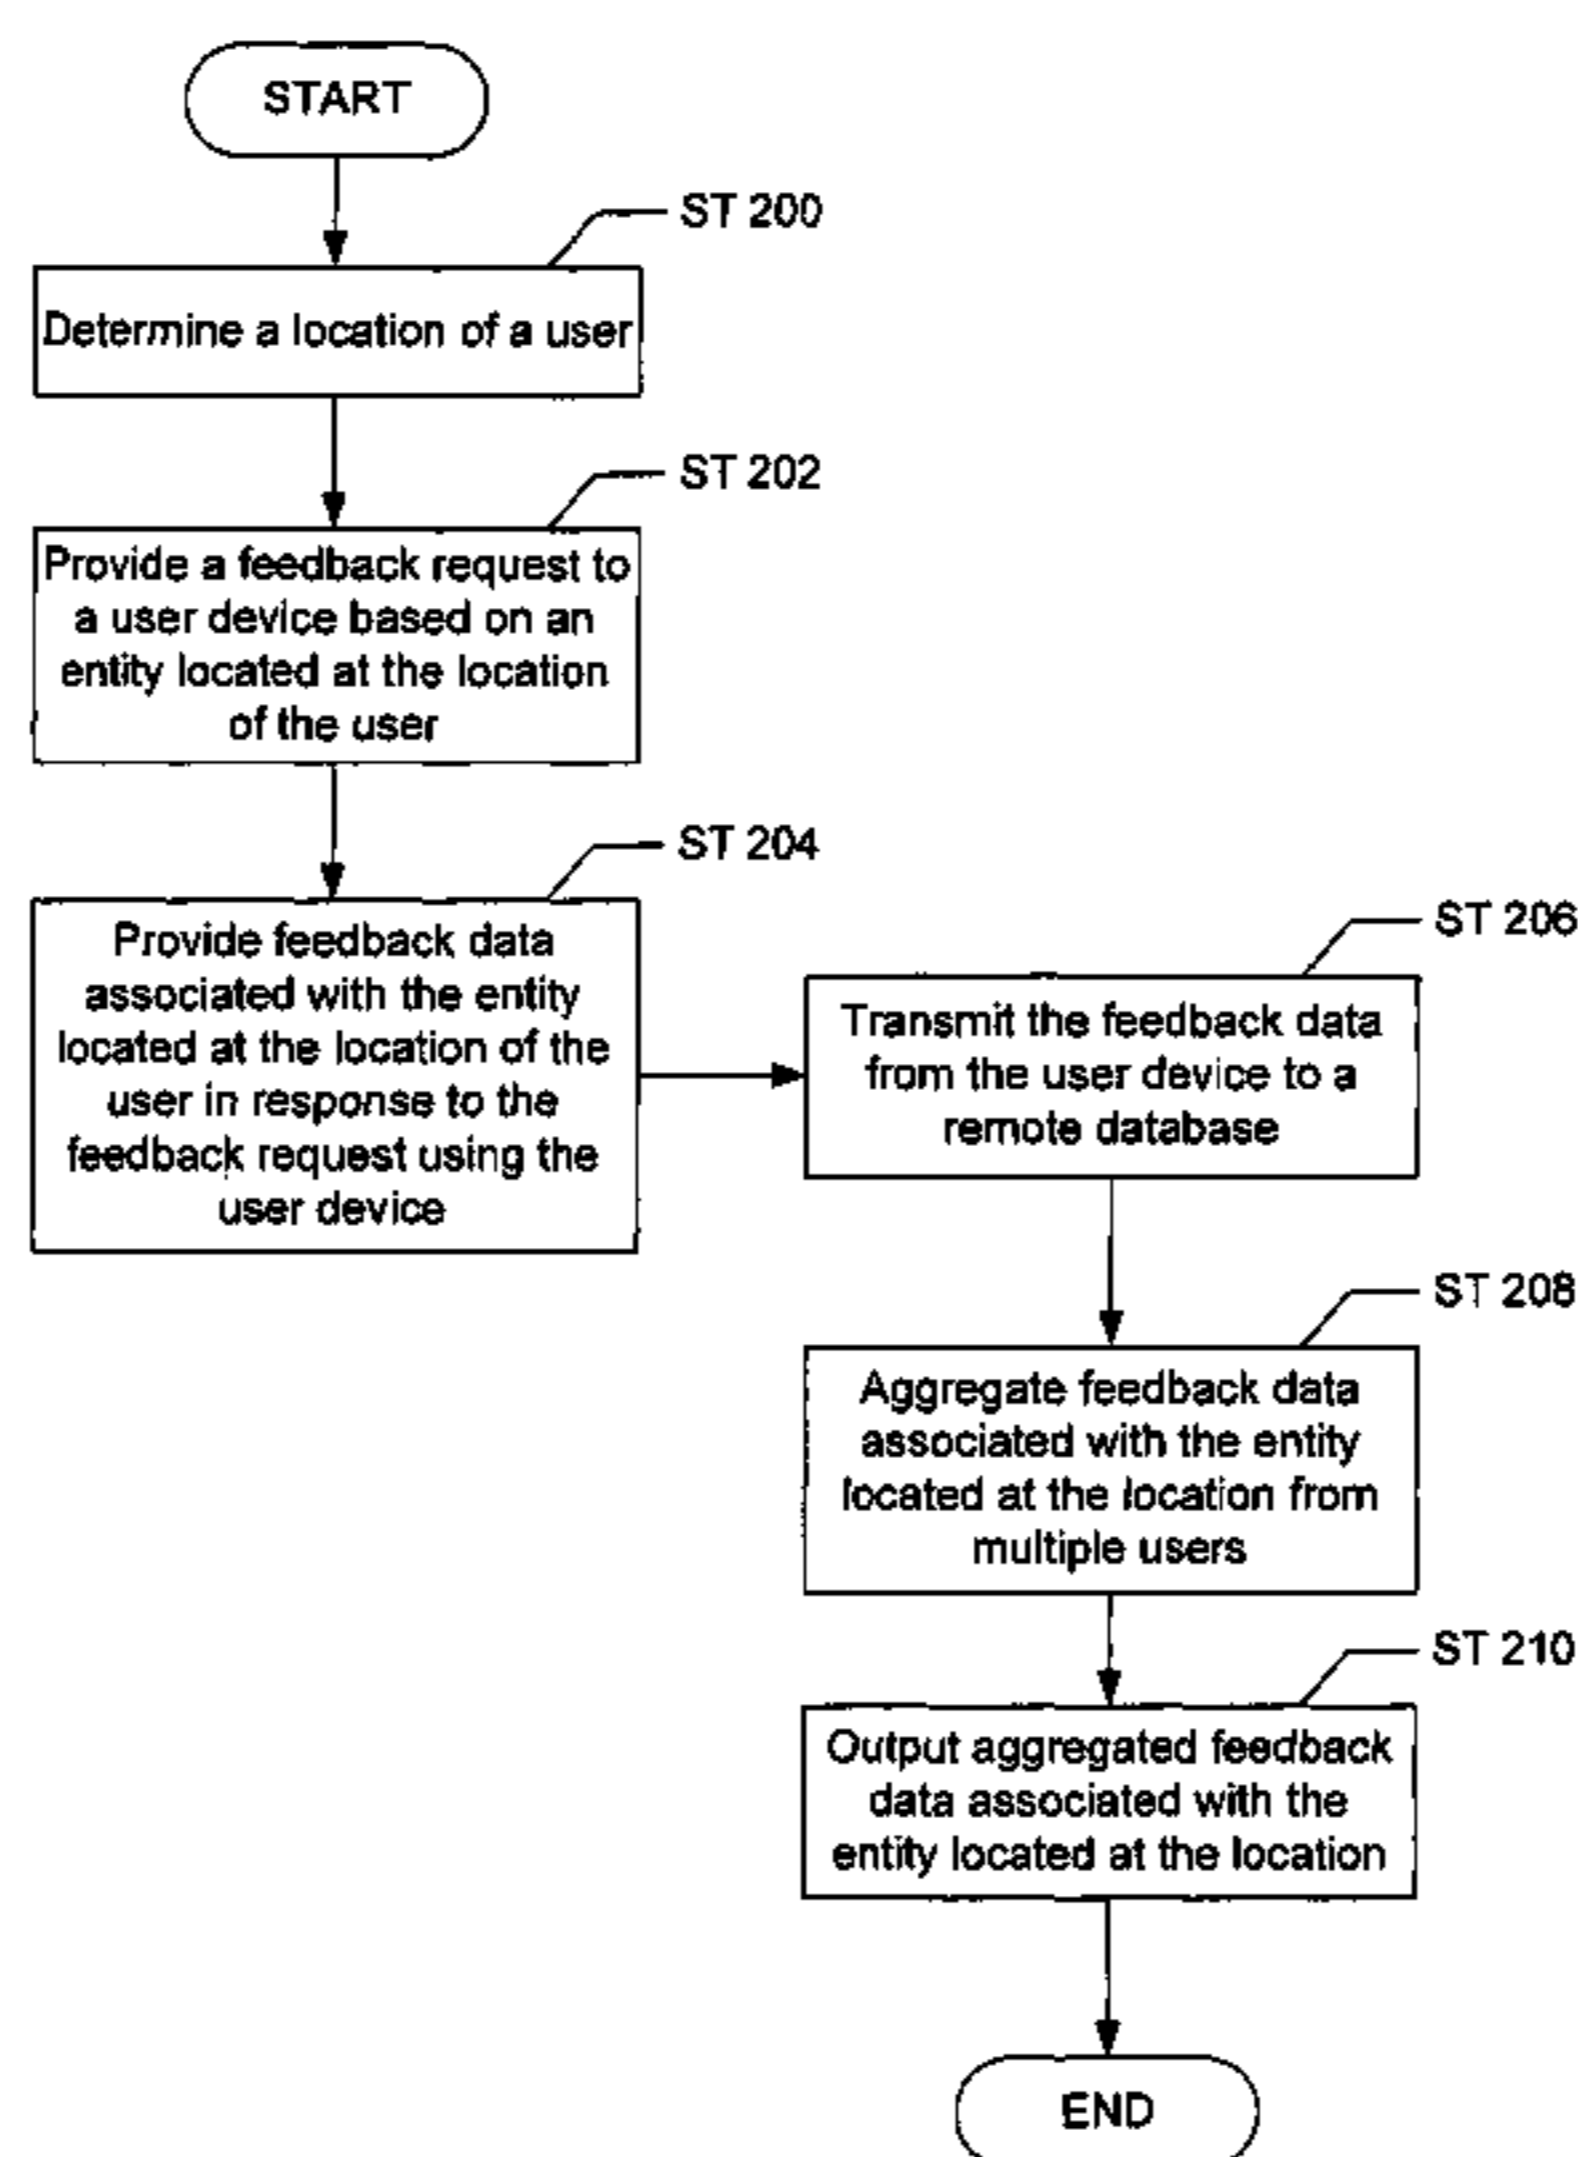 START
ST 200
Determine a location of a user
ST 202
Provide a feedback request to
a user device based on an
entity located at the location
of the user
ST 204
Provide feedback data
associated with the entity
located at the location of the
user in response to the
feedback request using the
user device
ST 206
Transmit the feedback data
from the user device to a
remote database
ST 208
Aggregate feedback data
associated with the entity
located at the location from
multiple users
ST 210
Output aggregated feedback
data associated with the
entity located at the location
END